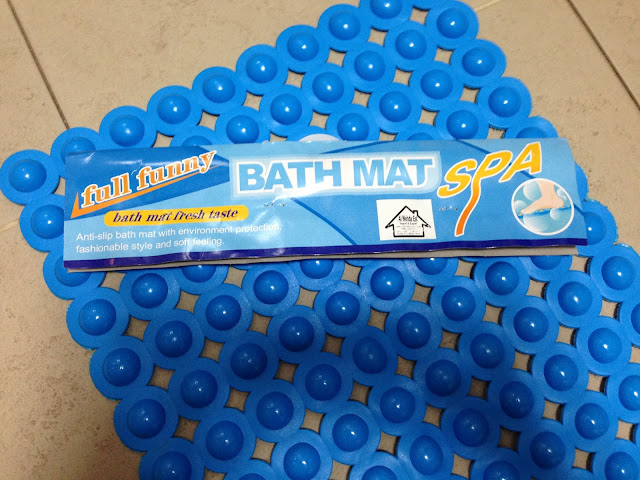 full funny
BATH MAT SPA
bath mat fresh taste
Anti-slip bath mat with environment protection,
fashionable style and soft feeling.